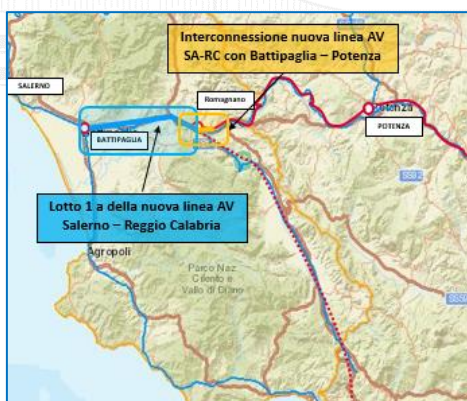 Interconnessione nuova linea AV
SA-RC con Battipaglia – Potenza
SALERNO
Romagnano
Potenza
POTENZA
BATTIPAGLIA
Lotto 1 a della nuova linea AV
Salerno – Reggio Calabria
Agropoli
Parco Naz
Cilento e
Vallo di Diano